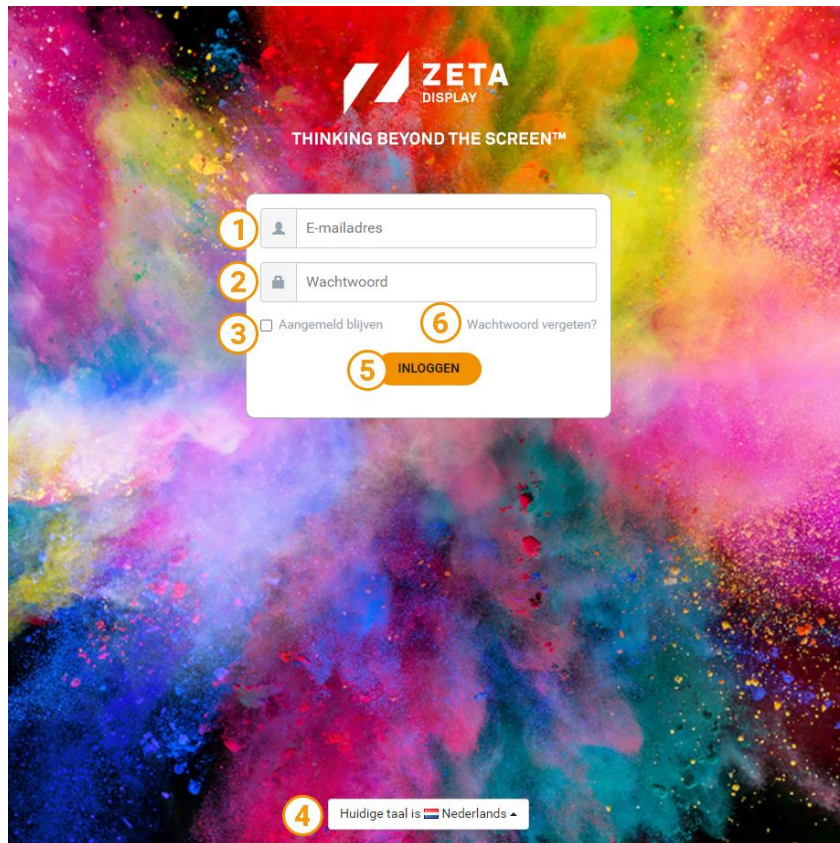 ZETA
DISPLAY
THINKING BEYOND THE SCREEN™
1 E-mailadres
2 Wachtwoord
3 Aangemeld blijven 6 Wachtwoord vergeten?
5 INLOGGEN
4 Huidige taal is Nederlands